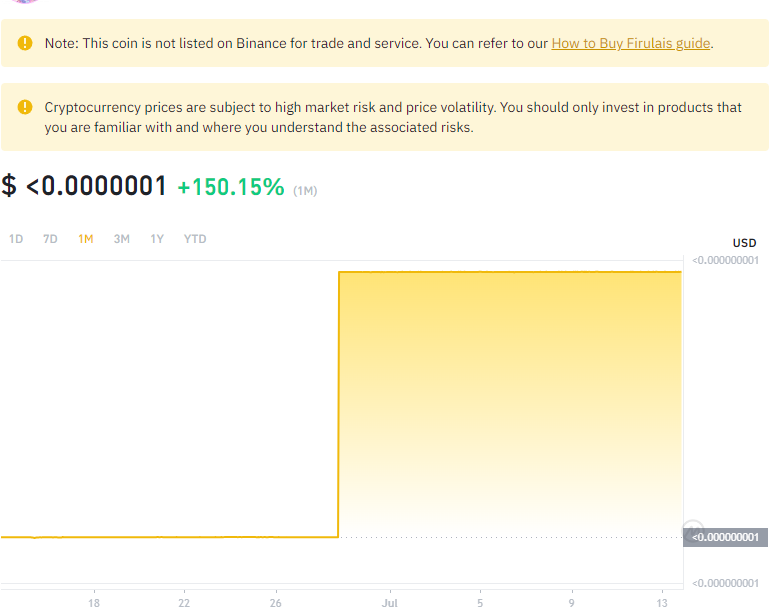 Note: This coin is not listed on Binance for trade and service. You can refer to our How to Buy Firulais guide.
Cryptocurrency prices are subject to high market risk and price volatility. You should only invest in products that
you are familiar with and where you understand the associated risks.
$ <0.0000001 +150.15% (1M)
1D 7D 1M 3M 1Y YTD
USD
<0.000000001
<0.000000001
<0.000000001
18 22 26 Jul 5 9 13